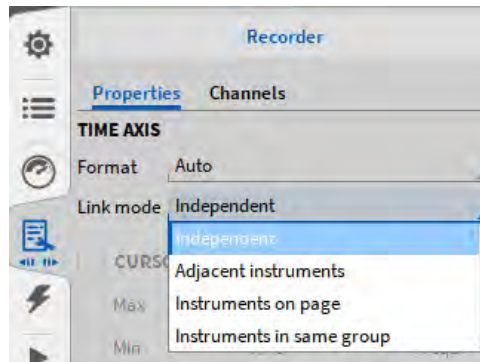 Recorder
Properties Channels
TIME AXIS
Format Auto
Link mode Independent
Independent
CURSO
Adjacent instruments
Max
Instruments on page
Min
Instruments in same group